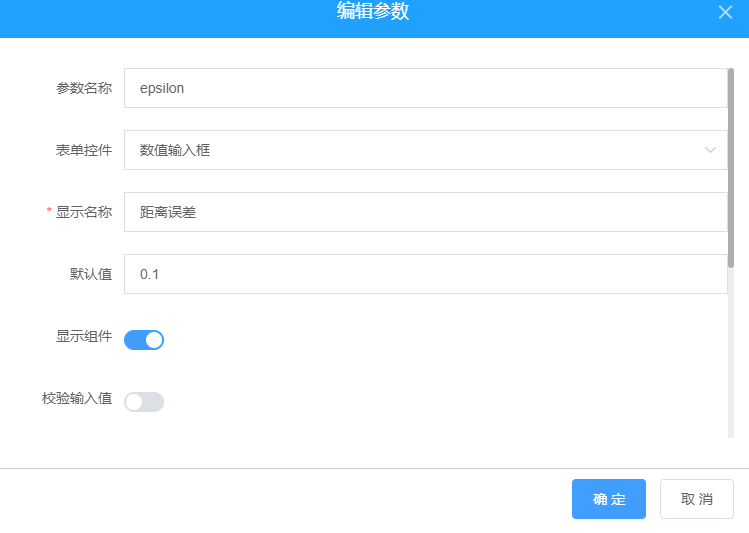 编辑参数
参数名称 epsilon
表单控件 数值输入框
* 显示名称 距离误差
默认值 0.1
显示组件
校验输入值
确 定 取 消